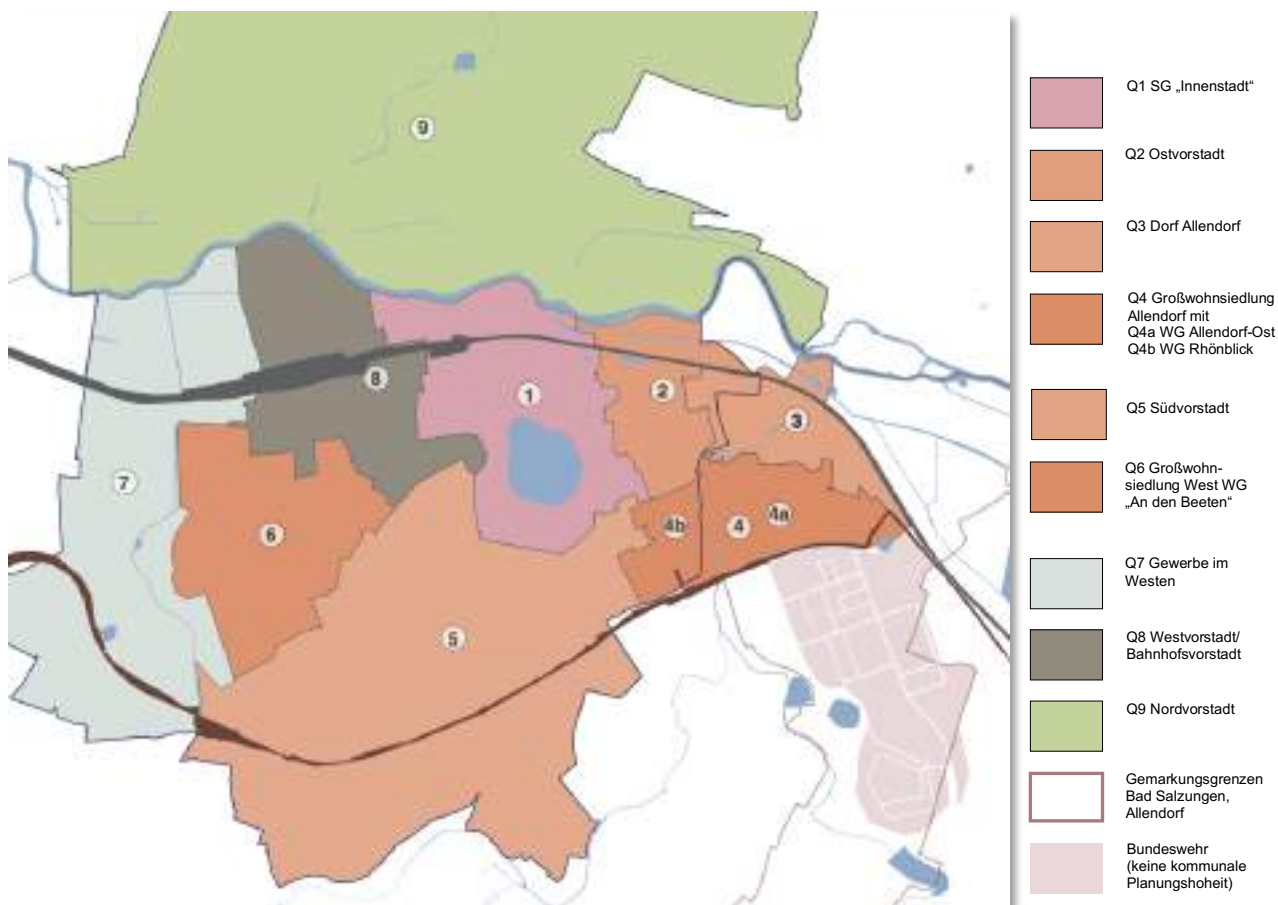 9
8
1
2
3
7
6
4b
4
4a
5
Q1 SG „Innenstadt“
Q2 Ostvorstadt
Q3 Dorf Allendorf
Q4 Großwohnsiedlung
Allendorf mit
Q4a WG Allendorf-Ost
Q4b WG Rhönblick
Q5 Südvorstadt
Q6 Großwohn-
siedlung West WG
„An den Beeten“
Q7 Gewerbe im
Westen
Q8 Westvorstadt/
Bahnhofsvorstadt
Q9 Nordvorstadt
Gemarkungsgrenzen
Bad Salzungen,
Allendorf
Bundeswehr
(keine kommunale
Planungshoheit)